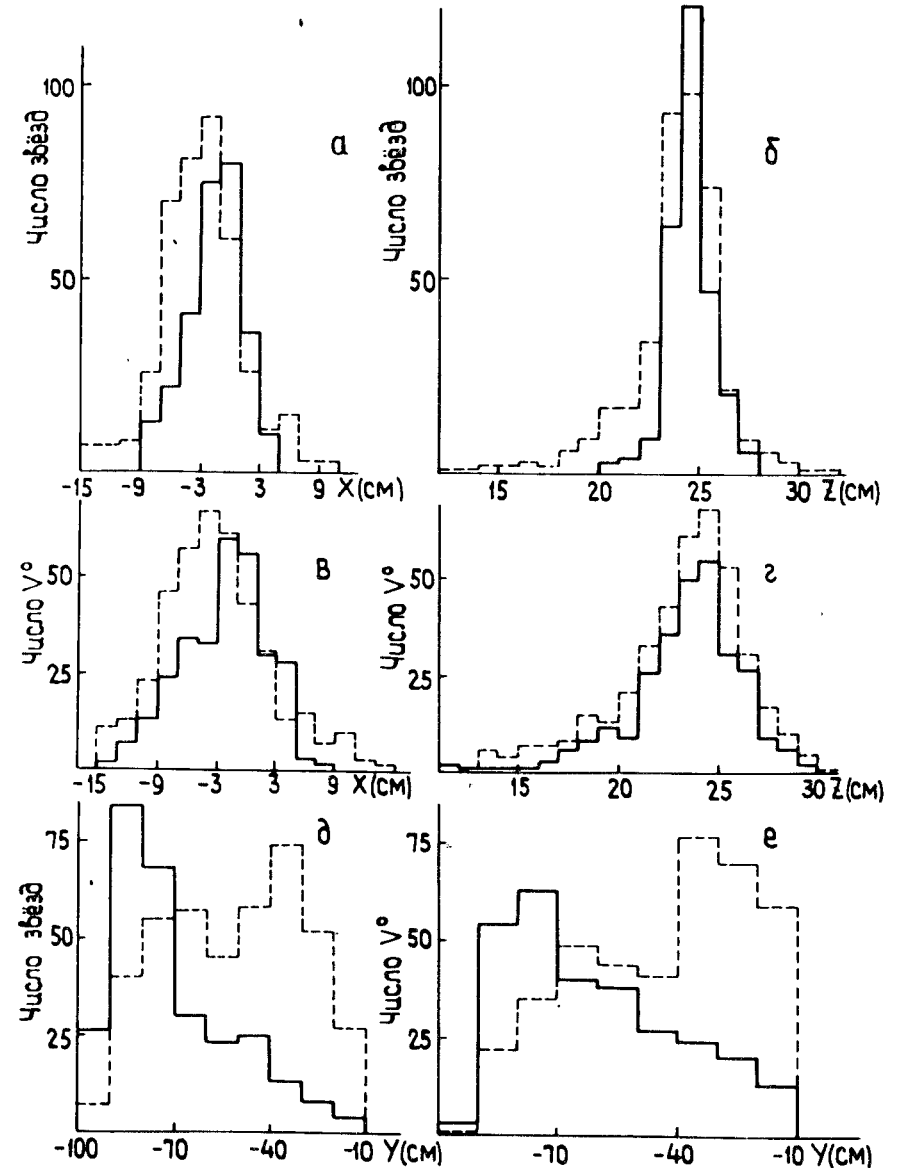 100
50
Число звёзд
а
-15 -9 -3 3 9 X(см)
100
50
Число звёзд
б
15 20 25 30 Z(см)
50
25
Число V°
в
-15 -9 -3 3 9 X(см)
50
25
Число V°
г
15 20 25 30 Z(см)
75
50
25
Число звёзд
д
-100 -70 -40 -10 Y(см)
75
50
25
Число V°
е
-70 -40 -10 Y(см)